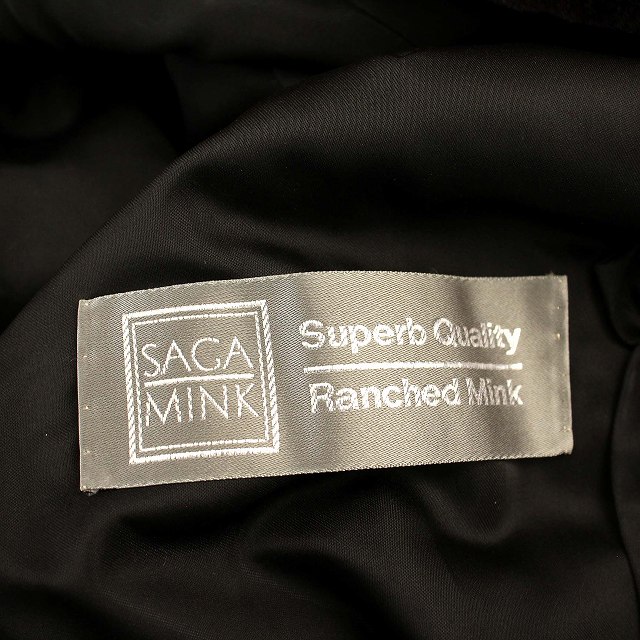 SAGA
MINK
Superb Quality
Ranched Mink